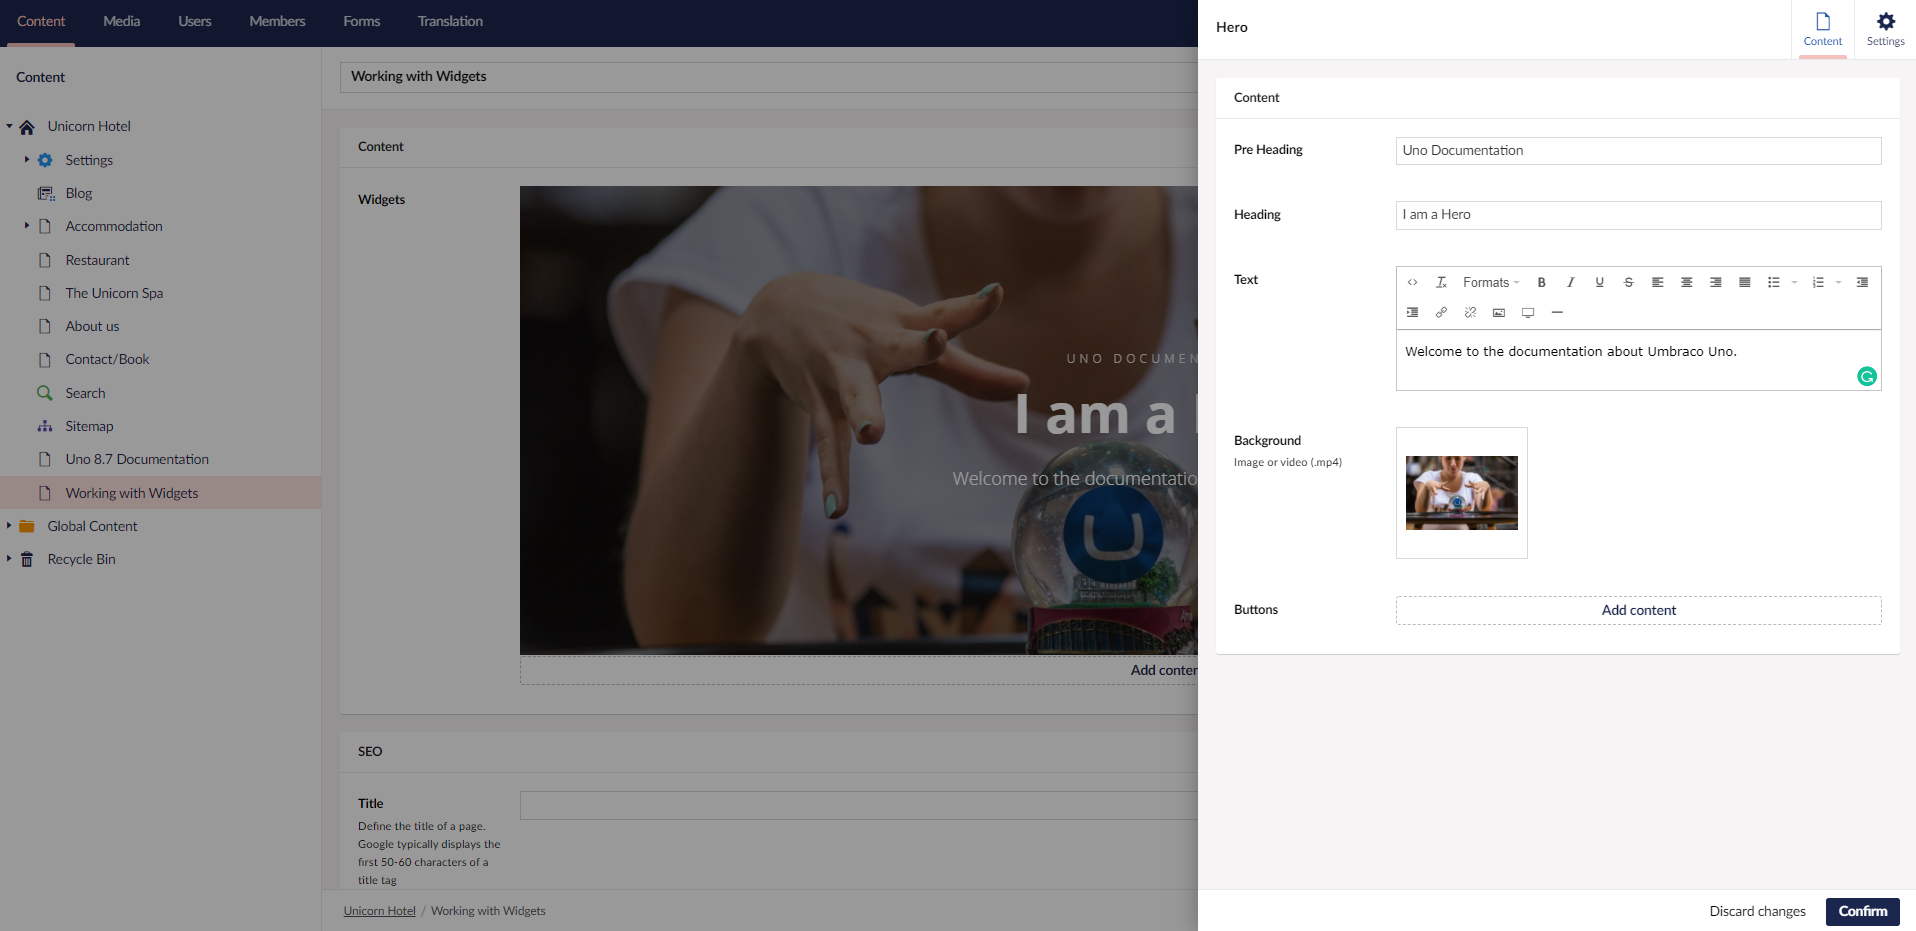 Content Media Users Members Forms Translation
Content
Unicorn Hotel
Settings
Blog
Accommodation
Restaurant
The Unicorn Spa
About us
Contact/Book
Search
Sitemap
Uno 8.7 Documentation
Working with Widgets
Global Content
Recycle Bin
Working with Widgets
Content
Widgets
UNO DOCUMEN
I am a
Welcome to the documentatio
Add conten
SEO
Title
Define the title of a page.
Google typically displays the
first 50-60 characters of a
title tag
Unicorn Hotel / Working with Widgets
Hero
Content
Settings
Content
Pre Heading
Uno Documentation
Heading
I am a Hero
Text
Formats B I U S
Welcome to the documentation about Umbraco Uno.
Background
Image or video (.mp4)
Buttons
Add content
Discard changes Confirm